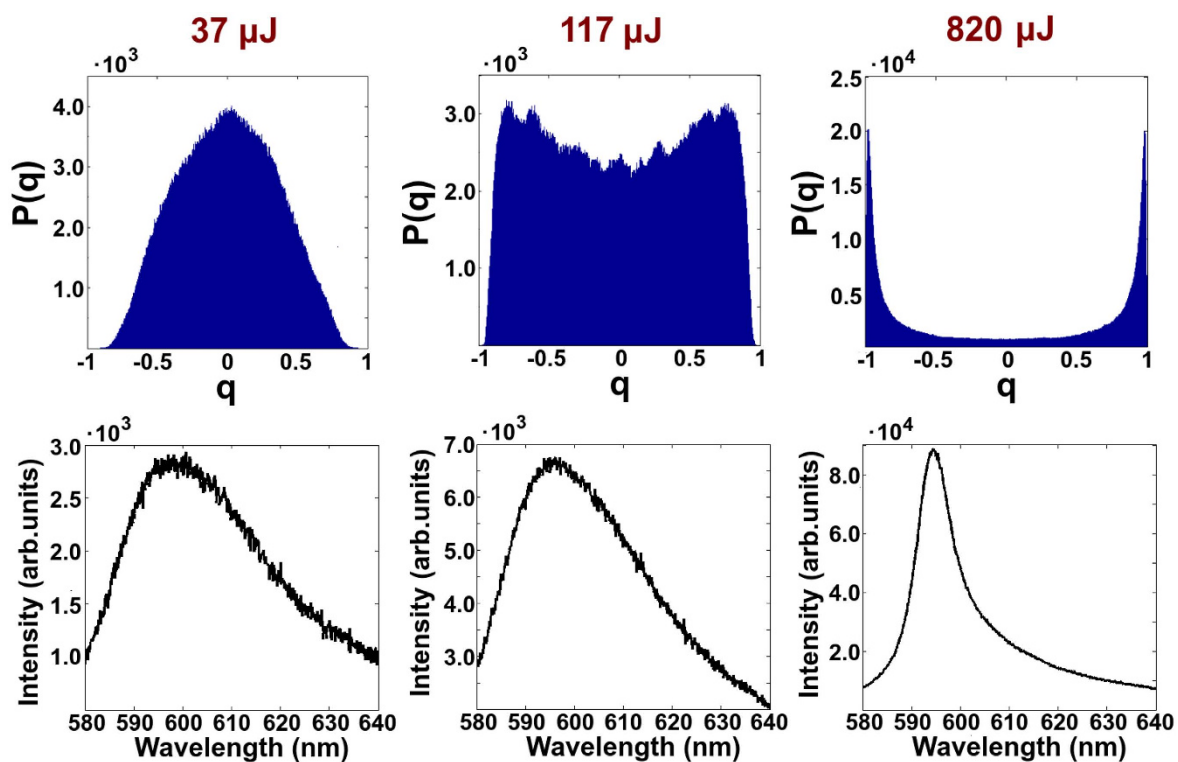 37 µJ
117 µJ
820 µJ
·10³
4.0
3.0
2.0
1.0
P(q)
-1 -0.5 0 0.5 1
q
·10³
3.0
2.0
1.0
P(q)
-1 -0.5 0 0.5 1
q
·10⁴
2.5
2.0
1.5
1.0
0.5
P(q)
-1 -0.5 0 0.5 1
q
·10³
3.0
2.5
2.0
1.5
1.0
Intensity (arb.units)
580 590 600 610 620 630 640
Wavelength (nm)
·10³
7.0
6.0
5.0
4.0
3.0
Intensity (arb.units)
580 590 600 610 620 630 640
Wavelength (nm)
·10⁴
8.0
6.0
4.0
2.0
Intensity (arb.units)
580 590 600 610 620 630 640
Wavelength (nm)